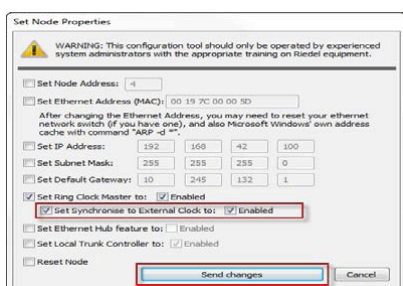 Set Node Properties
WARNING: This configuration tool should only be operated by experienced
system administrators with the appropriate training on Riedel equipment.
Set Node Address: 4
Set Ethernet Address (MAC): 00 19 7C 00 00 5D
After changing the Ethernet Address, you may need to reset your ethernet
network switch (if you have one), and also Microsoft Windows' own address
cache with command "ARP -d *".
Set IP Address: 192 168 42 100
Set Subnet Mask: 255 255 255 0
Set Default Gateway: 10 245 132 1
Set Ring Clock Master to: Enabled
Set Synchronise to External Clock to: Enabled
Set Ethernet Hub feature to: Enabled
Set Local Trunk Controller to: Enabled
Reset Node
Send changes Cancel